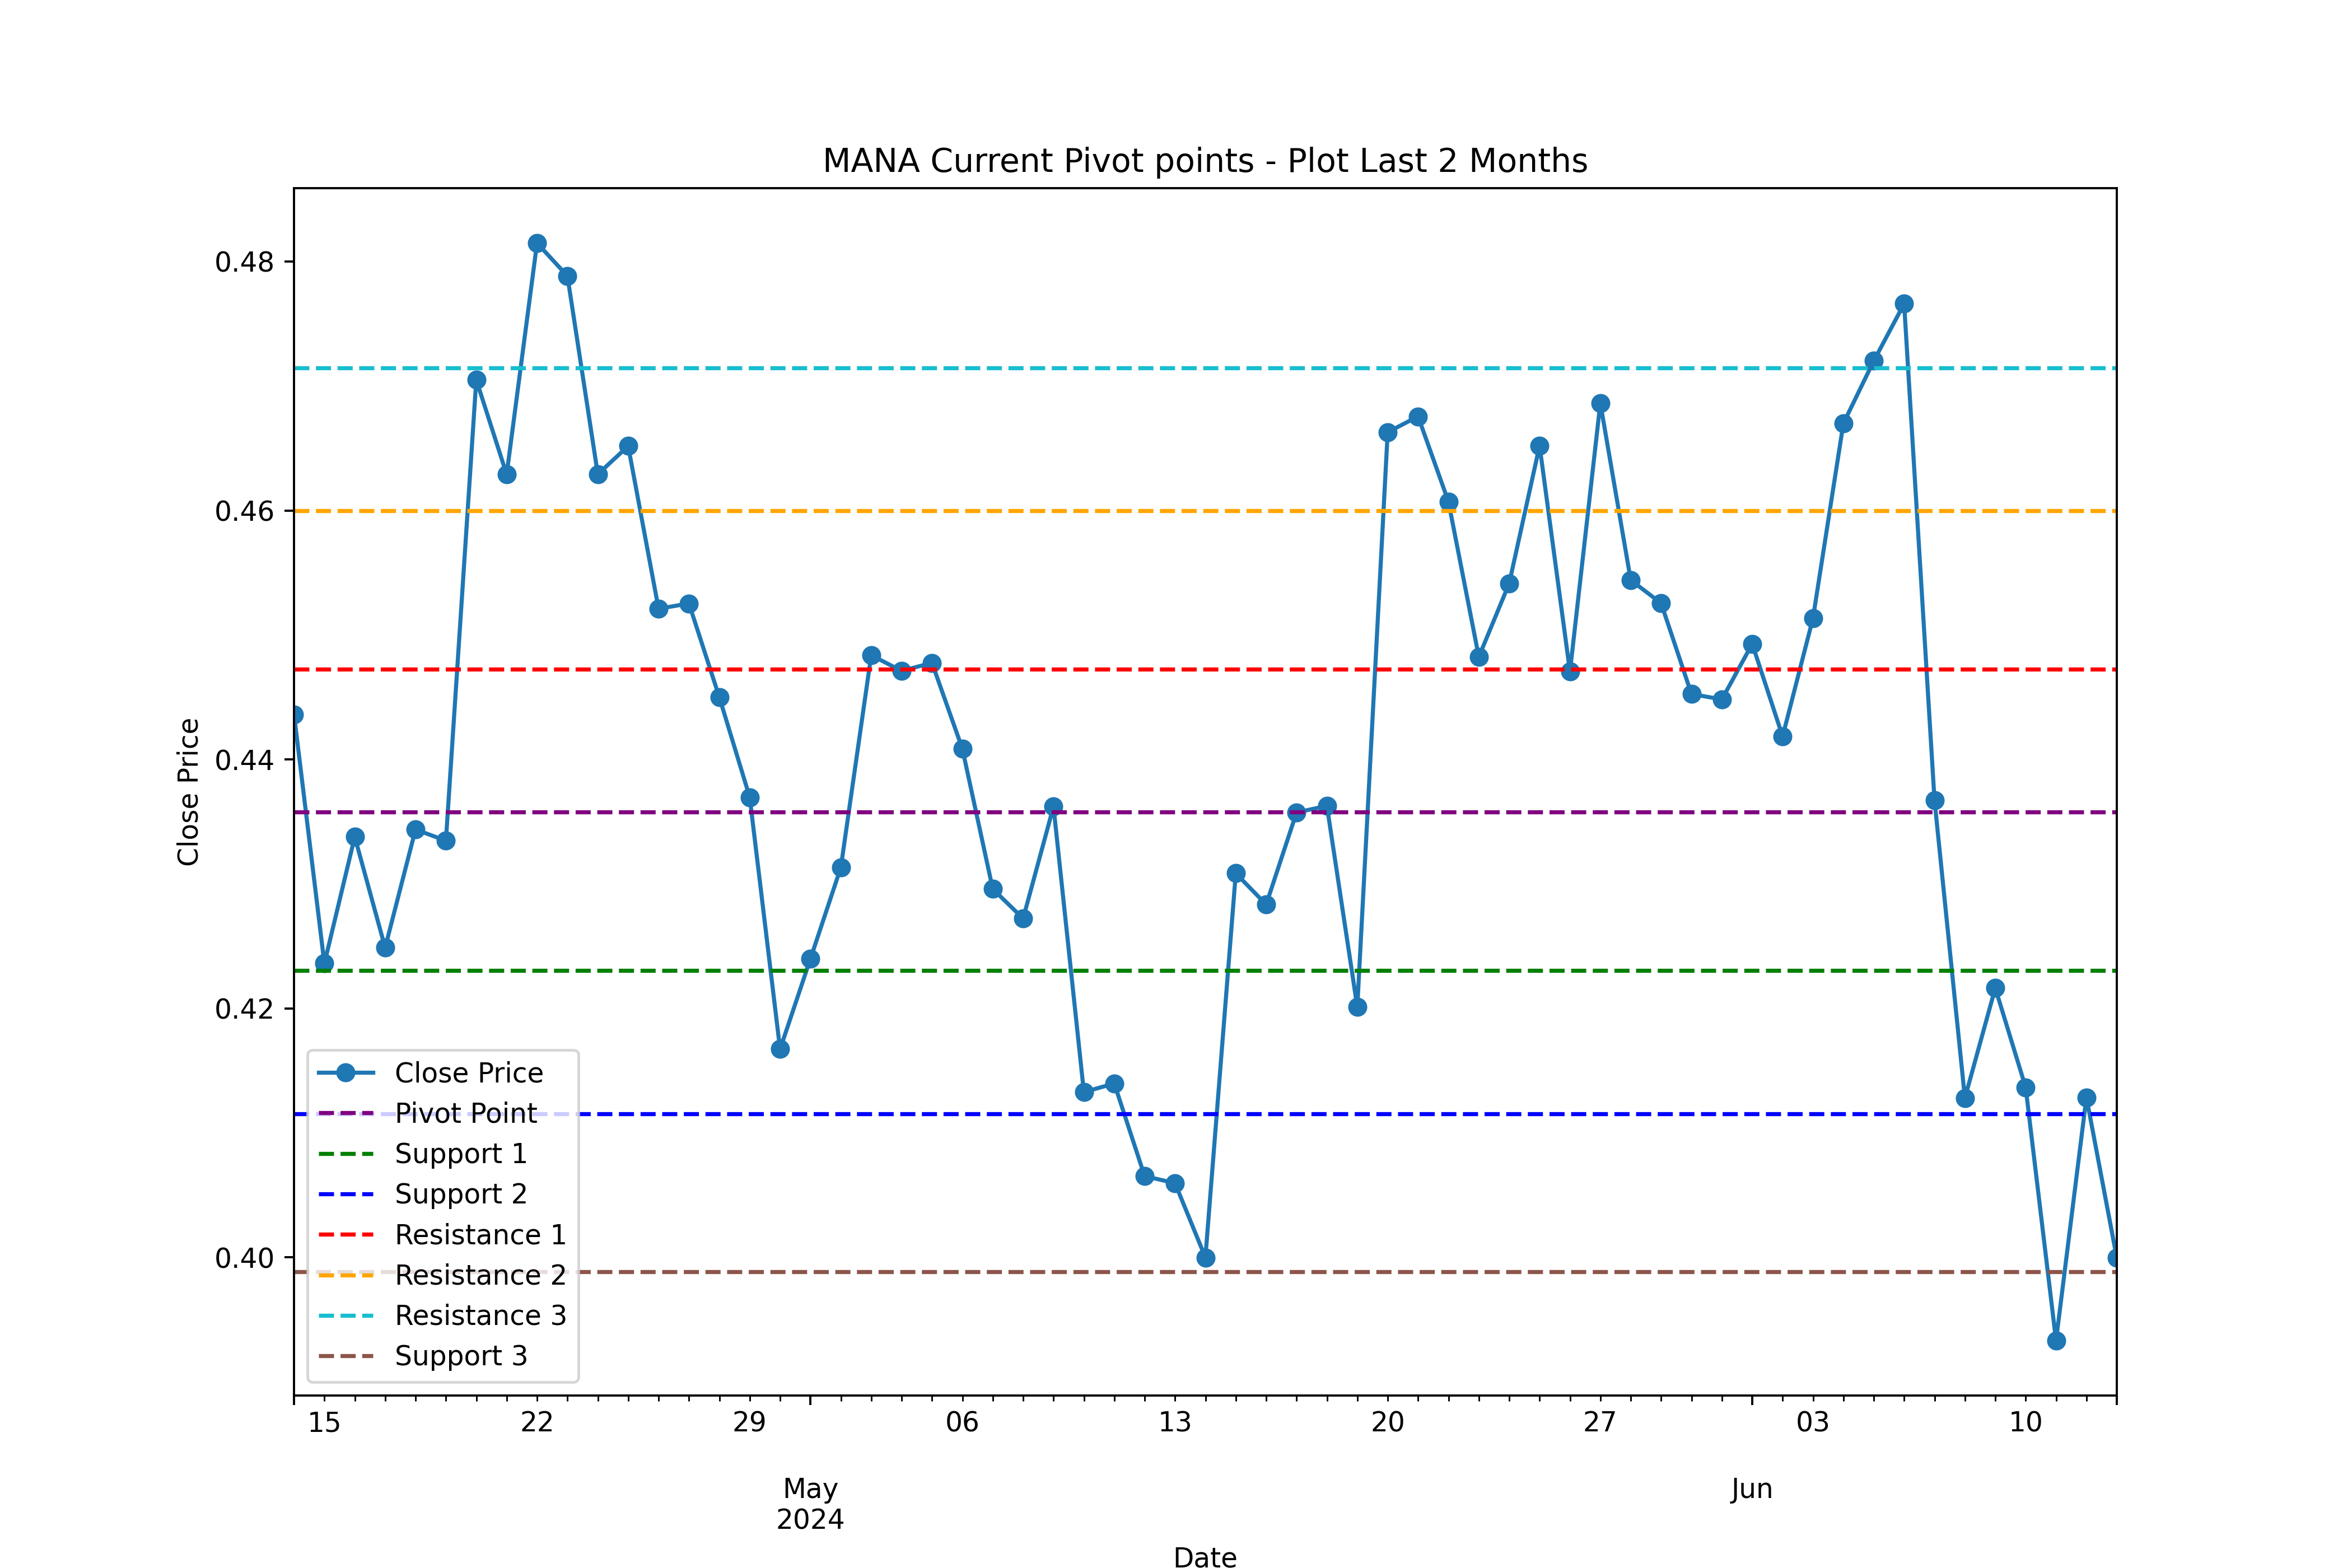 MANA Current Pivot points - Plot Last 2 Months
0.48
0.46
0.44
0.42
0.40
Close Price
Close Price
Pivot Point
Support 1
Support 2
Resistance 1
Resistance 2
Resistance 3
Support 3
15 22 29 06 13 20 27 03 10
May Jun
2024
Date